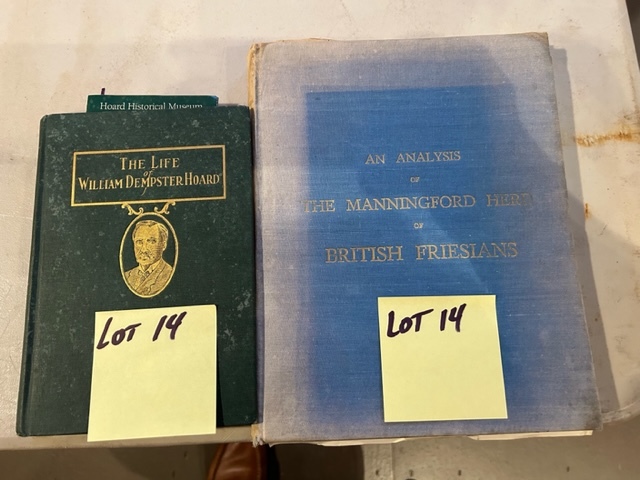 Hoard Historical Museum
THE LIFE
of
WILLIAM DEMPSTER HOARD
LOT 14
AN ANALYSIS
OF
THE MANNINGFORD HERD
OF
BRITISH FRIESIANS
LOT 14